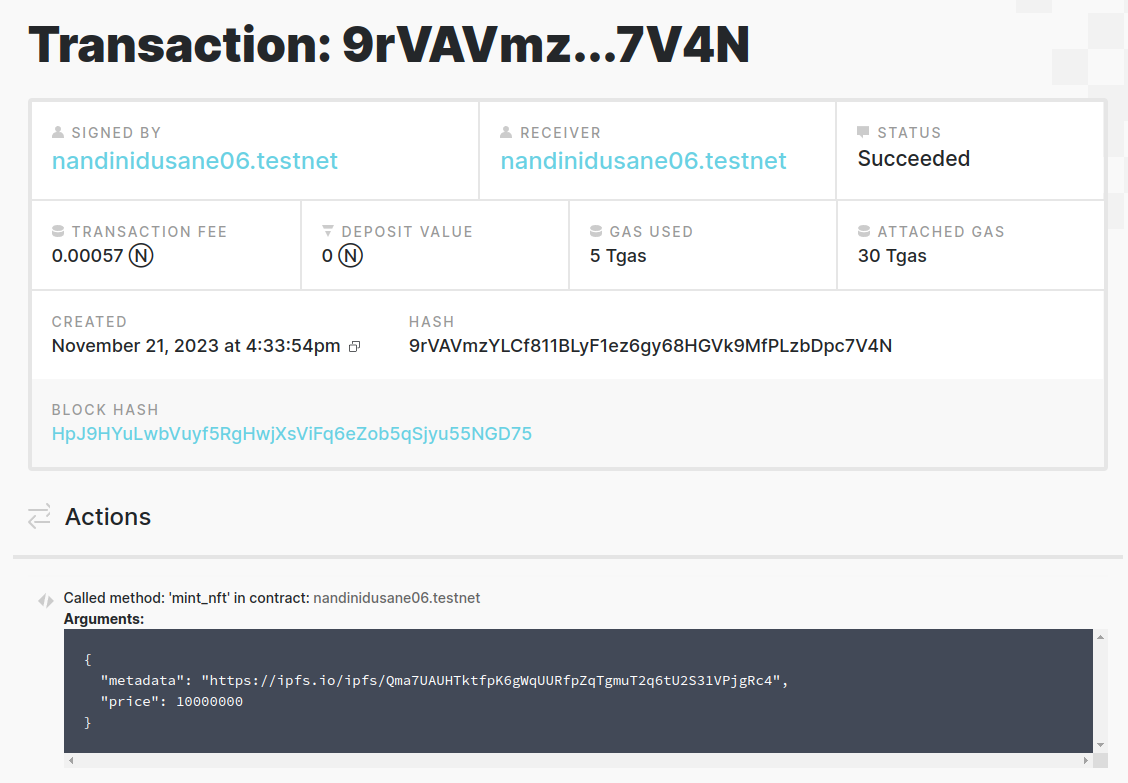 Transaction: 9rVAVmz...7V4N
SIGNED BY
nandinidusane06.testnet
RECEIVER
nandinidusane06.testnet
STATUS
Succeeded
TRANSACTION FEE
0.00057 Ⓝ
DEPOSIT VALUE
0 Ⓝ
GAS USED
5 Tgas
ATTACHED GAS
30 Tgas
CREATED
November 21, 2023 at 4:33:54pm
HASH
9rVAVmzYLCf811BLyF1ez6gy68HGVk9MfPLzbDpc7V4N
BLOCK HASH
HpJ9HYuLwbVuyf5RgHwjXsViFq6eZob5qSjyu55NGD75
Actions
Called method: 'mint_nft' in contract: nandinidusane06.testnet
Arguments:
{
"metadata": "https://ipfs.io/ipfs/Qma7UAUHTktfpK6gWqUURfpZqTgmuT2q6tU2S31VPjgRc4",
"price": 10000000
}